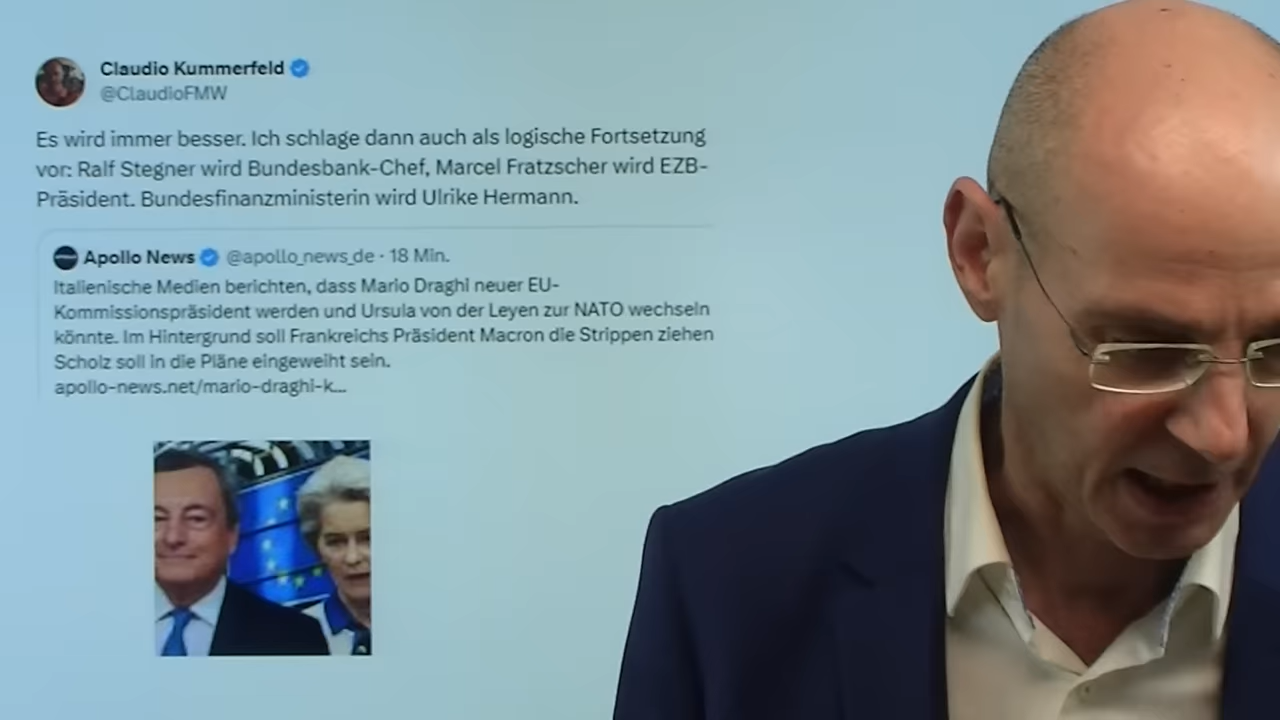 Claudio Kummerfeld
@ClaudioFMW
Es wird immer besser. Ich schlage dann auch als logische Fortsetzung
vor: Ralf Stegner wird Bundesbank-Chef, Marcel Fratzscher wird EZB-
Präsident. Bundesfinanzministerin wird Ulrike Hermann.
Apollo News @apollo_news_de · 18 Min.
Italienische Medien berichten, dass Mario Draghi neuer EU-
Kommissionspräsident werden und Ursula von der Leyen zur NATO wechseln
könnte. Im Hintergrund soll Frankreichs Präsident Macron die Strippen ziehen
Scholz soll in die Pläne eingeweiht sein.
apollo-news.net/mario-draghi-k...